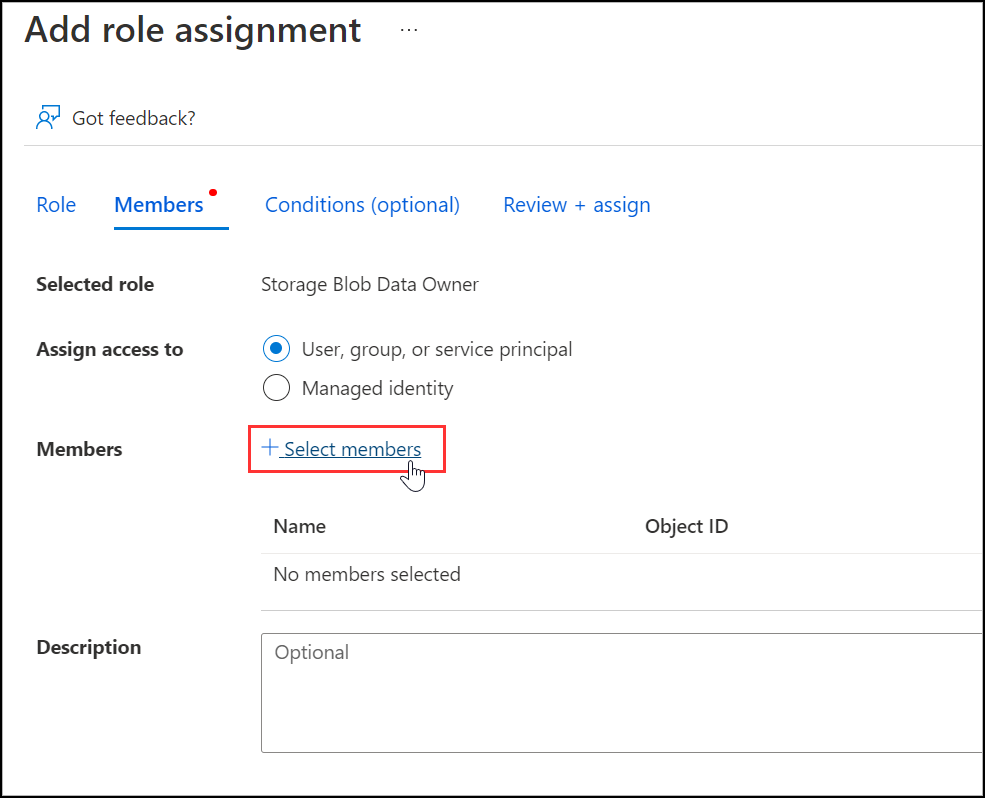 Add role assignment ...
Got feedback?
Role Members Conditions (optional) Review + assign
Selected role Storage Blob Data Owner
Assign access to User, group, or service principal
Managed identity
Members + Select members
Name Object ID
No members selected
Description Optional